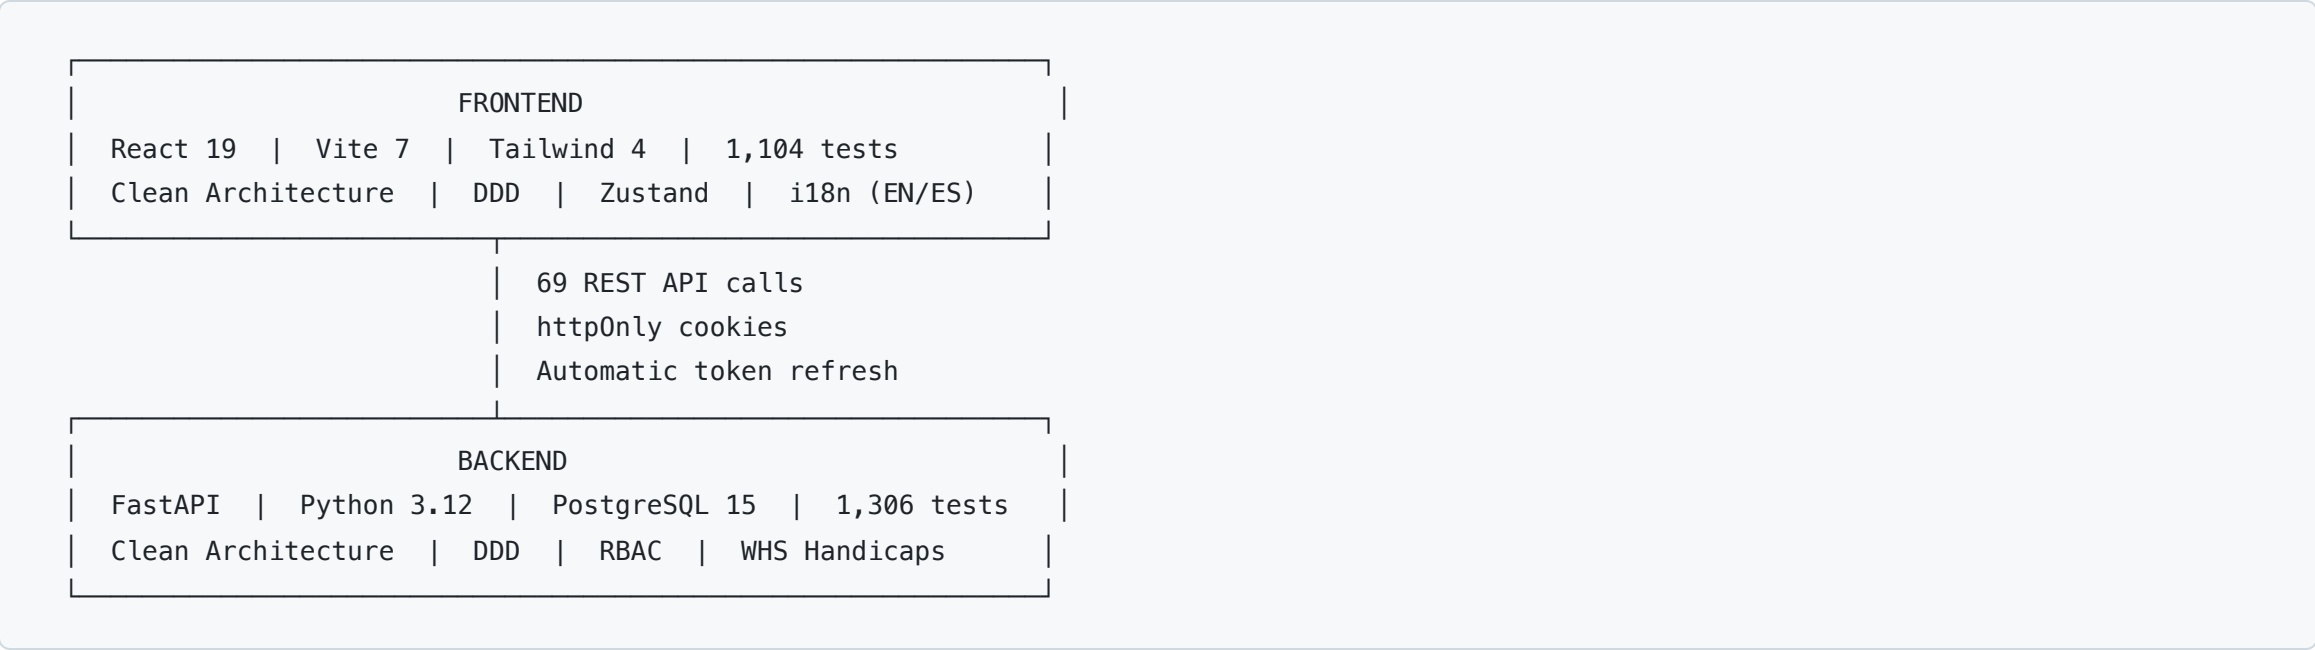 FRONTEND
React 19 | Vite 7 | Tailwind 4 | 1,104 tests
Clean Architecture | DDD | Zustand | i18n (EN/ES)
69 REST API calls
httpOnly cookies
Automatic token refresh
BACKEND
FastAPI | Python 3.12 | PostgreSQL 15 | 1,306 tests
Clean Architecture | DDD | RBAC | WHS Handicaps